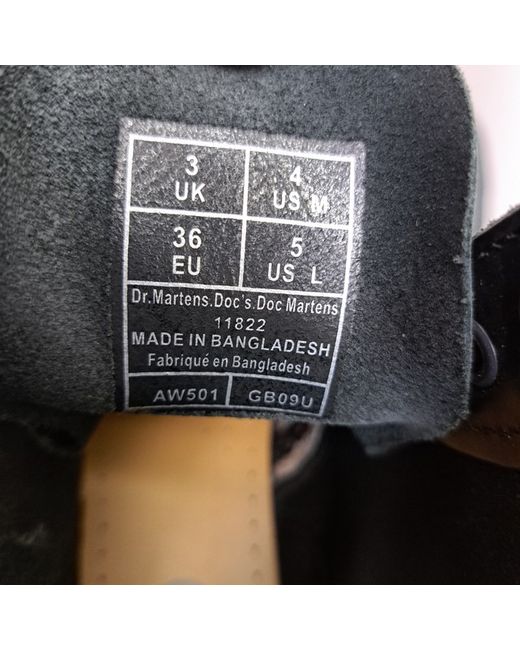 3 4
UK US M
36 5
EU US L
Dr.Martens.Doc's.Doc Martens
11822
MADE IN BANGLADESH
Fabriqué en Bangladesh
AW501 GB09U